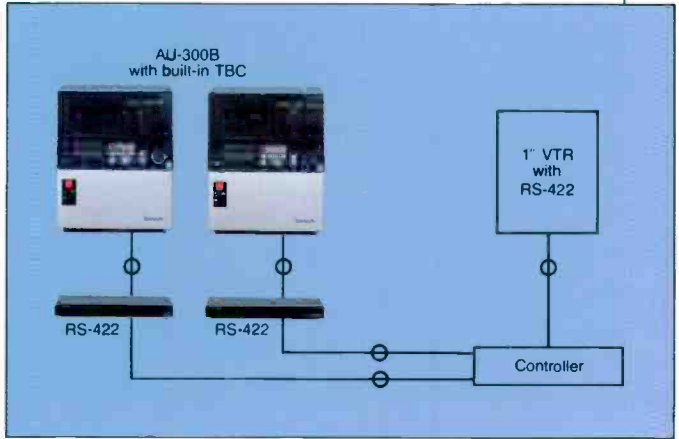 AU-300B
with built-in TBC
1" VTR
with
RS-422
RS-422
RS-422
Controller